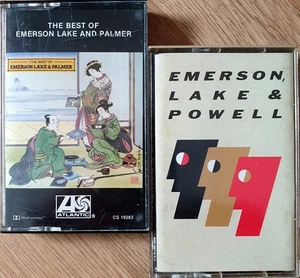 THE BEST OF
EMERSON LAKE AND PALMER
THE BEST OF
EMERSON LAKE & PALMER
ATLANTIC
CS 19283
EMERSON,
LAKE &
POWELL